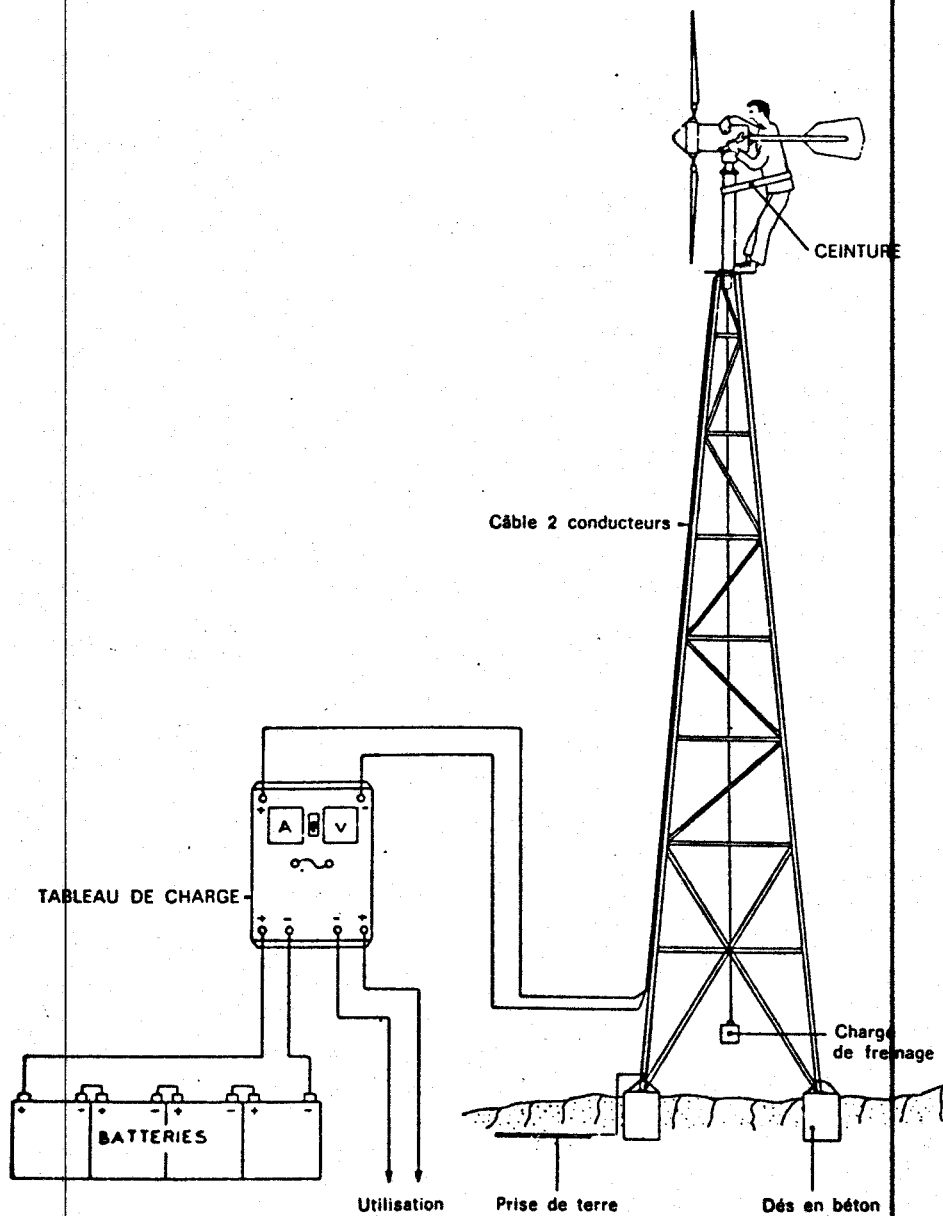 CEINTURE
Câble 2 conducteurs
+ -
A V
TABLEAU DE CHARGE
+ - - +
Charge
de freinage
+ - + - + - + -
BATTERIES
Utilisation
Prise de terre
Dés en béton